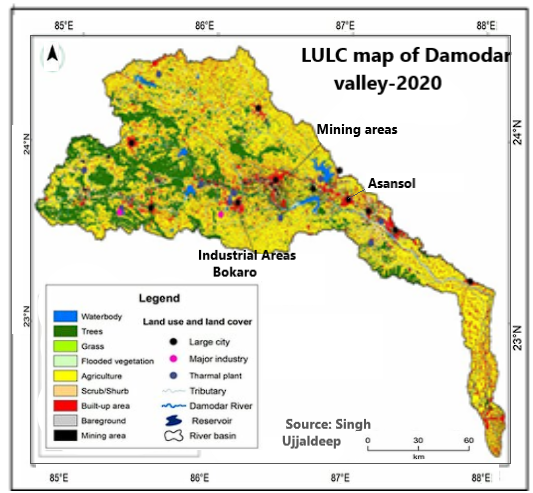 85°E 86°E 87°E 88°E
LULC map of Damodar
valley-2020
24°N 24°N
Mining areas
Asansol
Industrial Areas
Bokaro
23°N 23°N
Legend
Waterbody
Trees
Grass
Flooded vegetation
Agriculture
Scrub/Shurb
Built-up area
Bareground
Mining area
Land use and land cover
Large city
Major industry
Thermal plant
Tributary
Damodar River
Reservoir
River basin
Source: Singh
Ujjaldeep
0 30 60
km
85°E 86°E 87°E 88°E